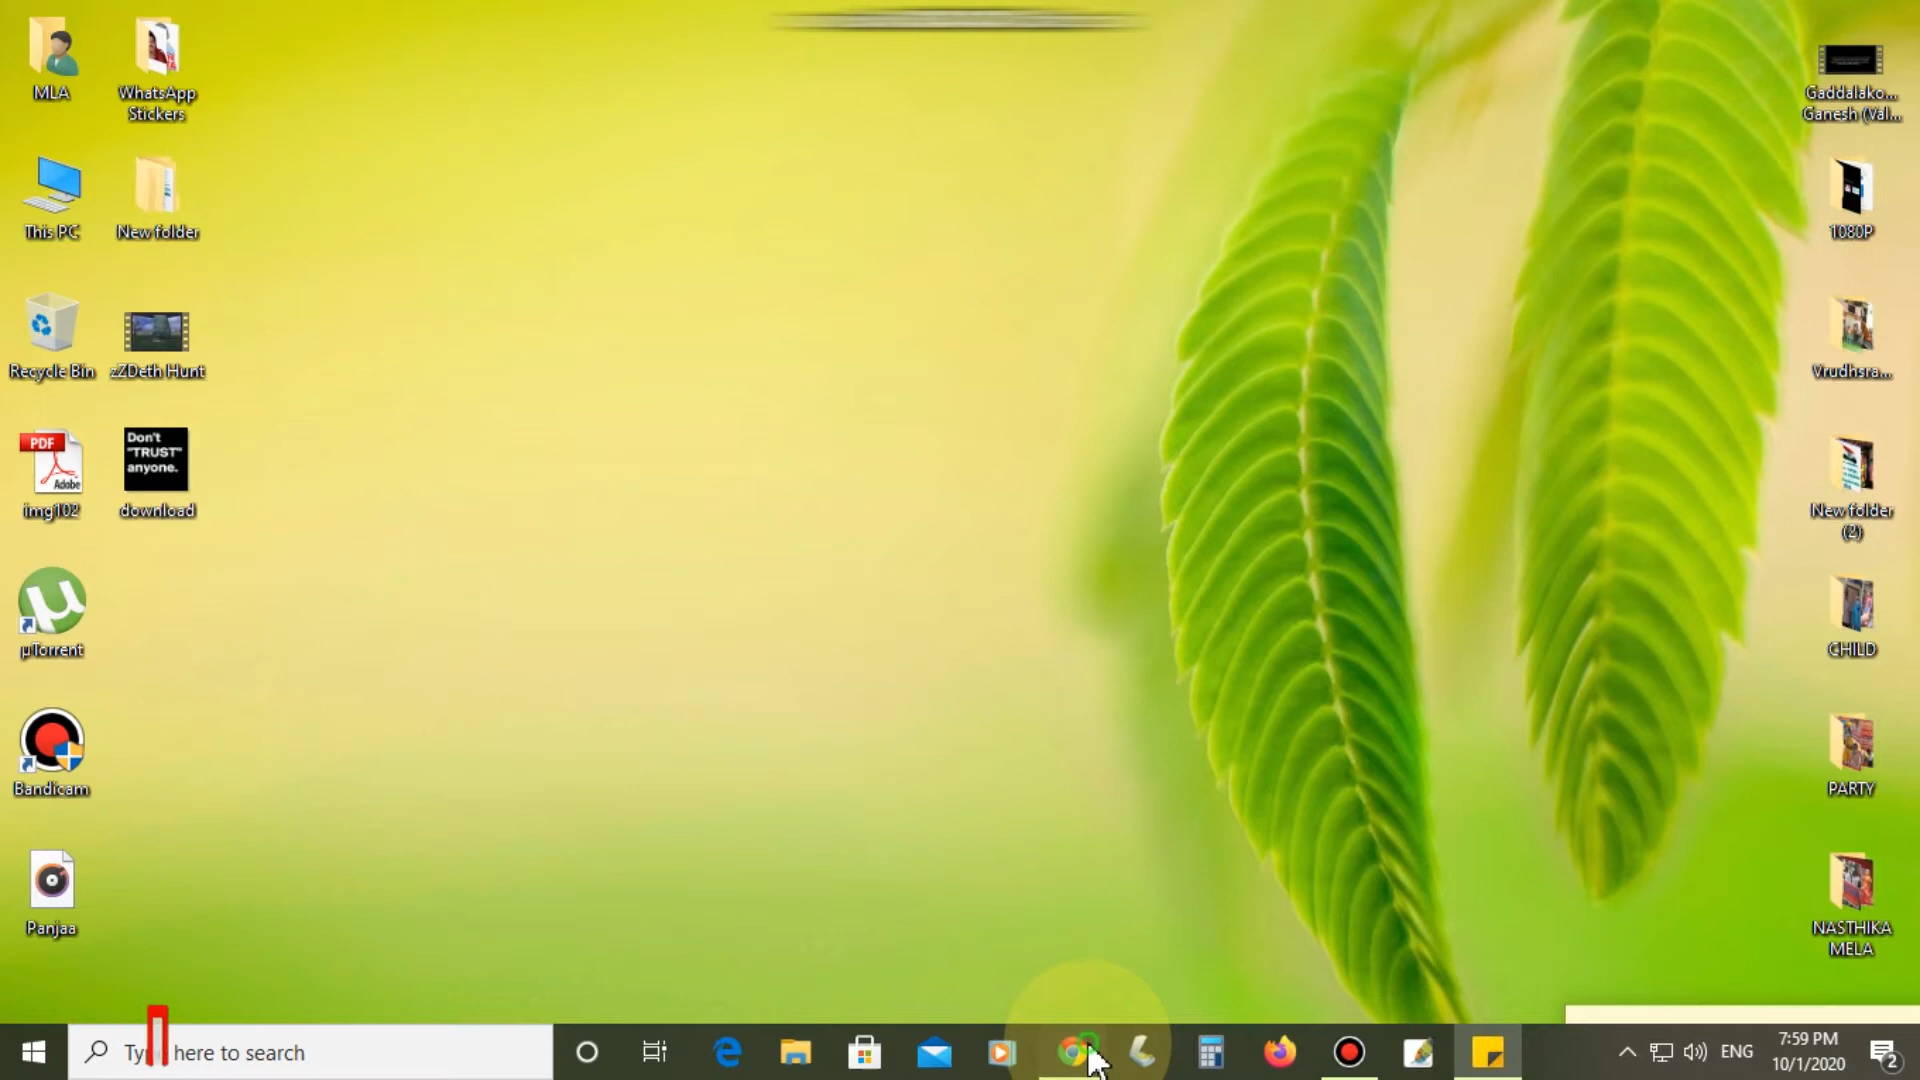 MLA
WhatsApp
Stickers
This PC
New folder
Recycle Bin
zZDeth Hunt
PDF
Adobe
img102
Don't
"TRUST"
anyone.
download
µTorrent
Bandicam
Panjaa
Gaddalako...
Ganesh (Val...
1080P
Vrudhsra...
New folder
(2)
CHILD
PARTY
NASTHIKA
MELA
Typ here to search
ENG
7:59 PM
10/1/2020
2